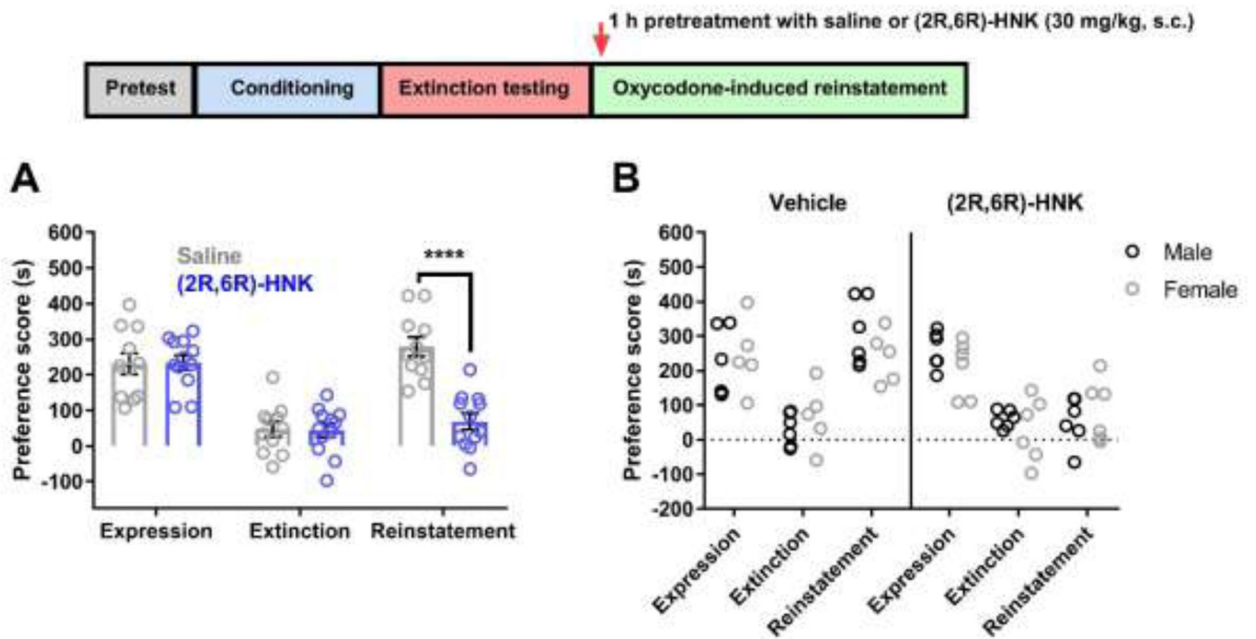 1 h pretreatment with saline or (2R,6R)-HNK (30 mg/kg, s.c.)
Pretest
Conditioning
Extinction testing
Oxycodone-induced reinstatement
A
Preference score (s)
600
500
400
300
200
100
0
-100
Saline
(2R,6R)-HNK
****
Expression
Extinction
Reinstatement
B
Vehicle
(2R,6R)-HNK
Preference score (s)
600
500
400
300
200
100
0
-100
-200
Male
Female
Expression
Extinction
Reinstatement
Expression
Extinction
Reinstatement